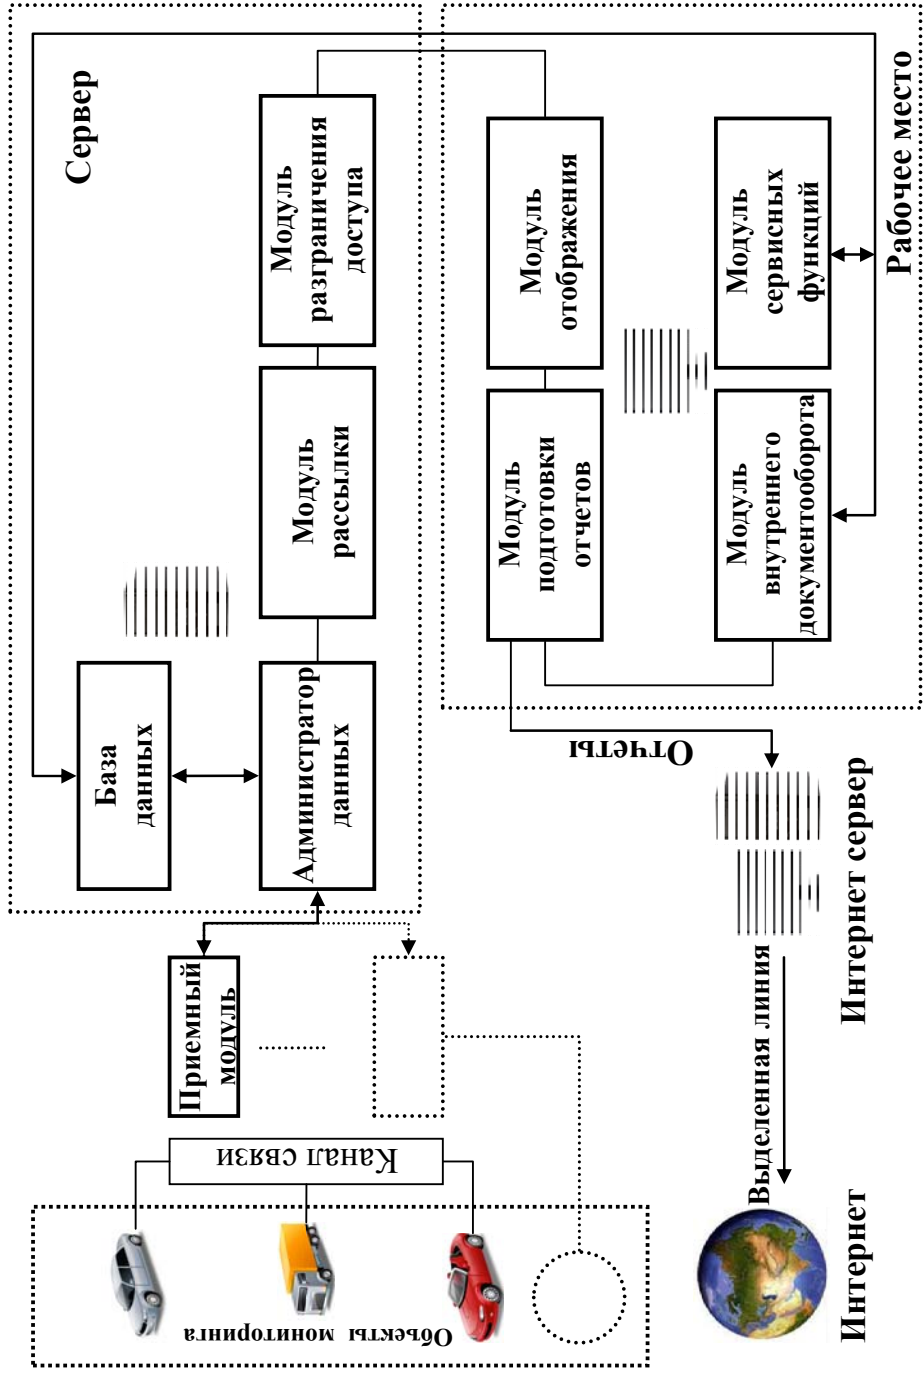 Сервер
База
данных
Администратор
данных
Модуль
рассылки
Модуль
разграничения
доступа
Приемный
модуль
Канал связи
Объекты мониторинга
Модуль
подготовки
отчетов
Модуль
отображения
Модуль
внутреннего
документооборота
Модуль
сервисных
функций
Рабочее место
Отчеты
Интернет сервер
Выделенная линия
Интернет